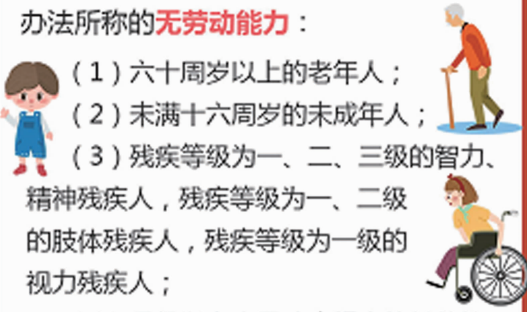 办法所称的无劳动能力：
（1）六十周岁以上的老年人；
（2）未满十六周岁的未成年人；
（3）残疾等级为一、二、三级的智力、
精神残疾人，残疾等级为一、二级
的肢体残疾人，残疾等级为一级的
视力残疾人；